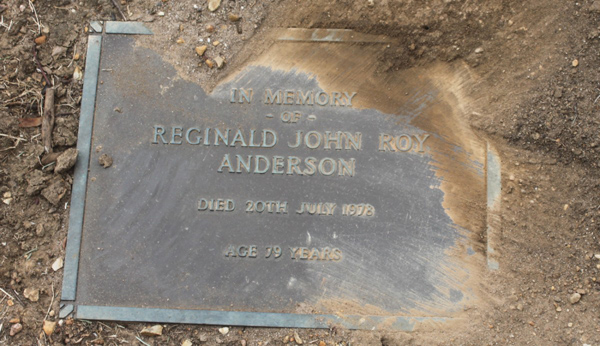 IN MEMORY
- OF -
REGINALD JOHN ROY
ANDERSON
DIED 20TH JULY 1978
AGE 79 YEARS